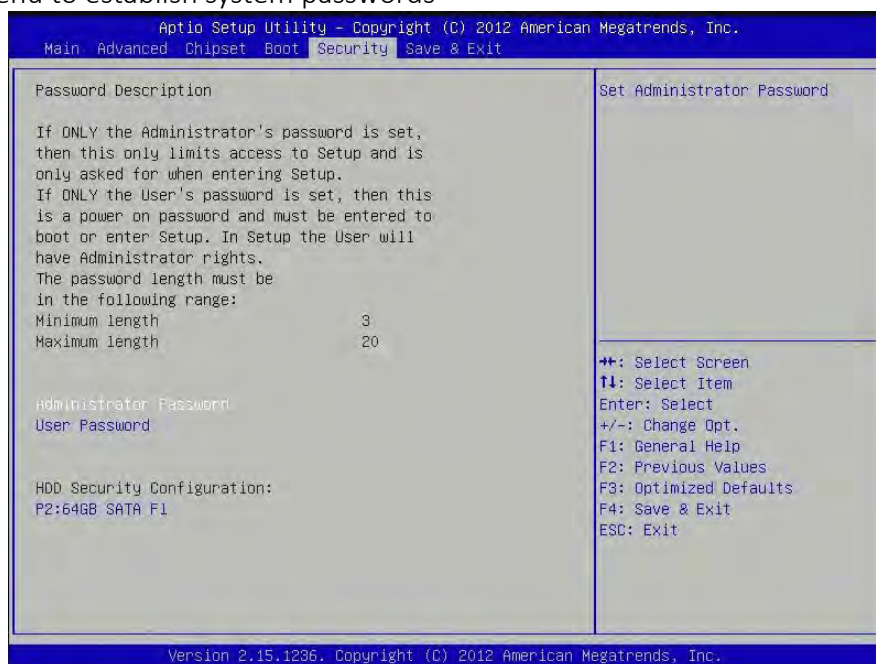 to establish system passwords
Aptio Setup Utility – Copyright (C) 2012 American Megatrends, Inc.
Main Advanced Chipset Boot Security Save & Exit
Password Description
If ONLY the Administrator's password is set,
then this only limits access to Setup and is
only asked for when entering Setup.
If ONLY the User's password is set, then this
is a power on password and must be entered to
boot or enter Setup. In Setup the User will
have Administrator rights.
The password length must be
in the following range:
Minimum length 3
Maximum length 20
Administrator Password
User Password
HDD Security Configuration:
P2:64GB SATA Fl
Set Administrator Password
→←: Select Screen
↑↓: Select Item
Enter: Select
+/-: Change Opt.
F1: General Help
F2: Previous Values
F3: Optimized Defaults
F4: Save & Exit
ESC: Exit
Version 2.15.1236. Copyright (C) 2012 American Megatrends, Inc.